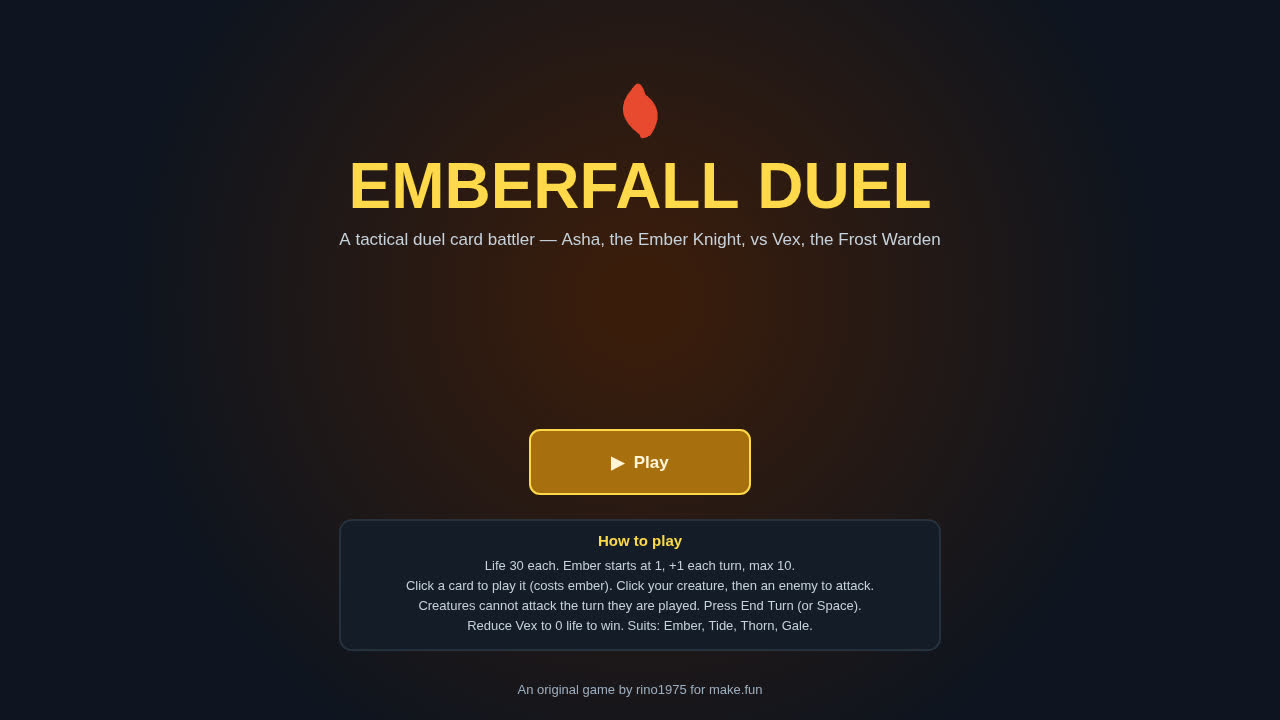 EMBERFALL DUEL
A tactical duel card battler — Asha, the Ember Knight, vs Vex, the Frost Warden
▶ Play
How to play
Life 30 each. Ember starts at 1, +1 each turn, max 10.
Click a card to play it (costs ember). Click your creature, then an enemy to attack.
Creatures cannot attack the turn they are played. Press End Turn (or Space).
Reduce Vex to 0 life to win. Suits: Ember, Tide, Thorn, Gale.
An original game by rino1975 for make.fun